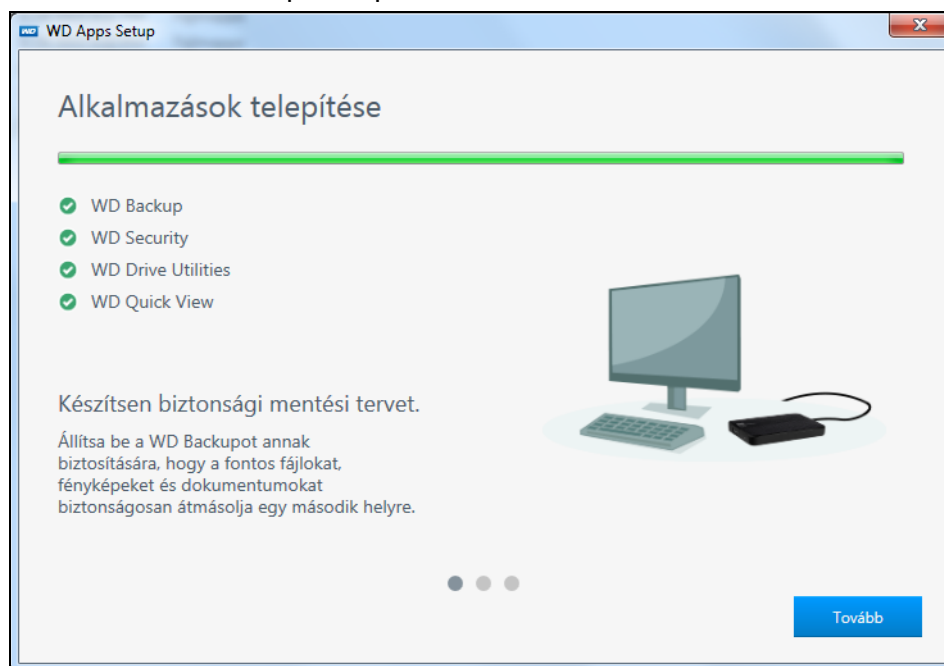 WD WD Apps Setup
Alkalmazások telepítése
WD Backup
WD Security
WD Drive Utilities
WD Quick View
Készítsen biztonsági mentési tervet.
Állítsa be a WD Backupot annak
biztosítására, hogy a fontos fájlokat,
fényképeket és dokumentumokat
biztonságosan átmásolja egy második helyre.
Tovább